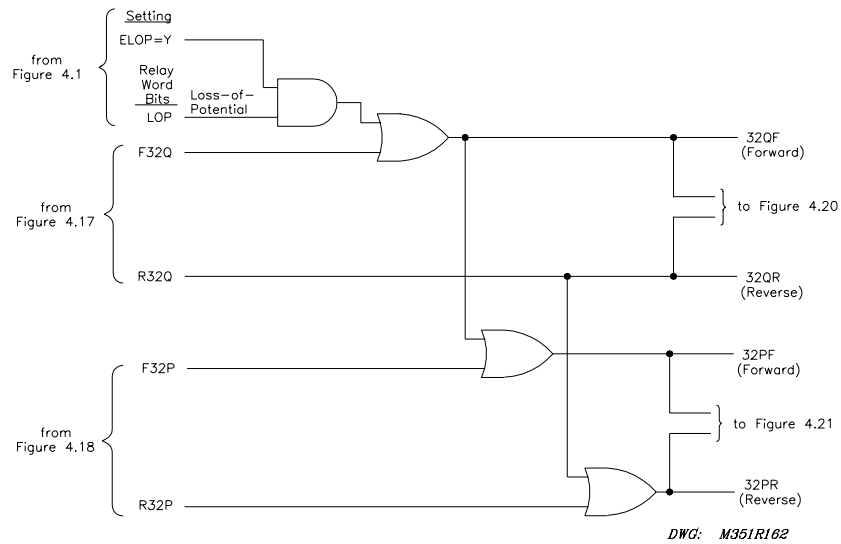 Setting
ELOP=Y
from
Figure 4.1
Relay
Word
Bits
Loss-of-
Potential
LOP
F32Q
32QF
(Forward)
from
Figure 4.17
to Figure 4.20
R32Q
32QR
(Reverse)
F32P
32PF
(Forward)
from
Figure 4.18
to Figure 4.21
R32P
32PR
(Reverse)
DWG: M351R162